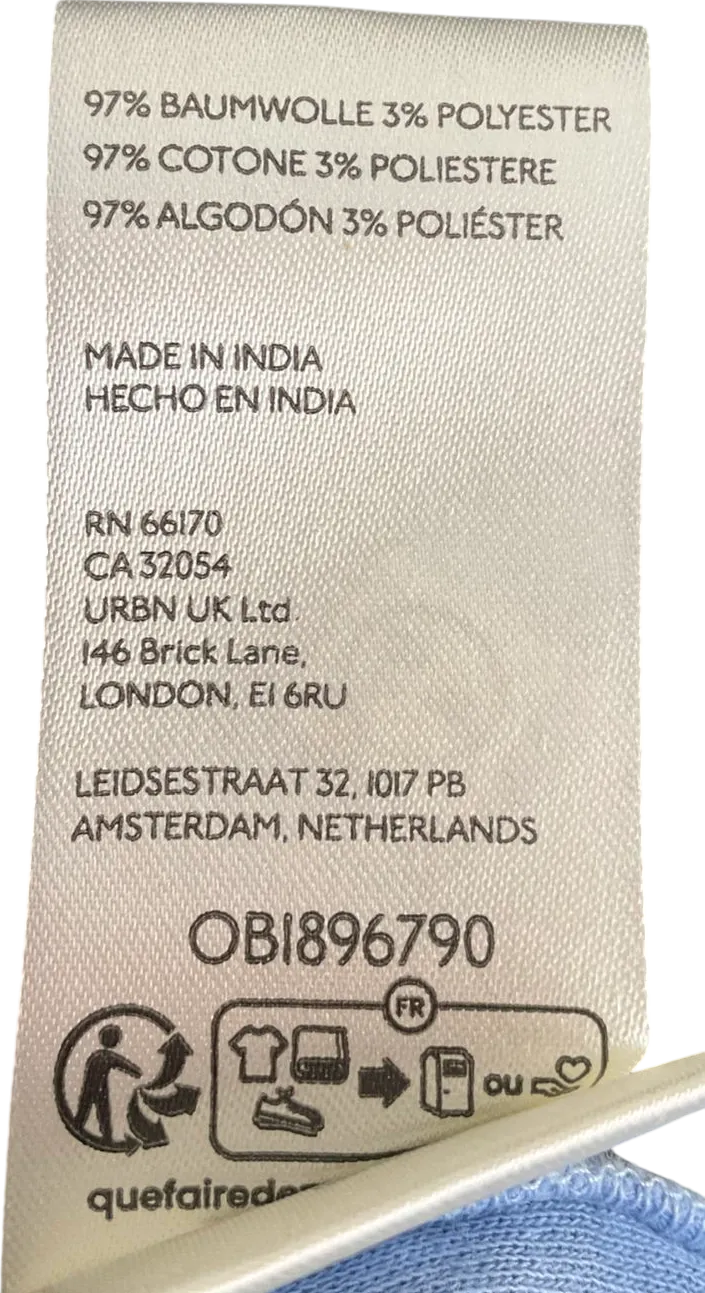 97% BAUMWOLLE 3% POLYESTER
97% COTONE 3% POLIESTERE
97% ALGODÓN 3% POLIÉSTER
MADE IN INDIA
HECHO EN INDIA
RN 66170
CA 32054
URBN UK Ltd.
146 Brick Lane,
LONDON, E1 6RU
LEIDSESTRAAT 32, 1017 PB
AMSTERDAM, NETHERLANDS
OB1896790
FR
OU